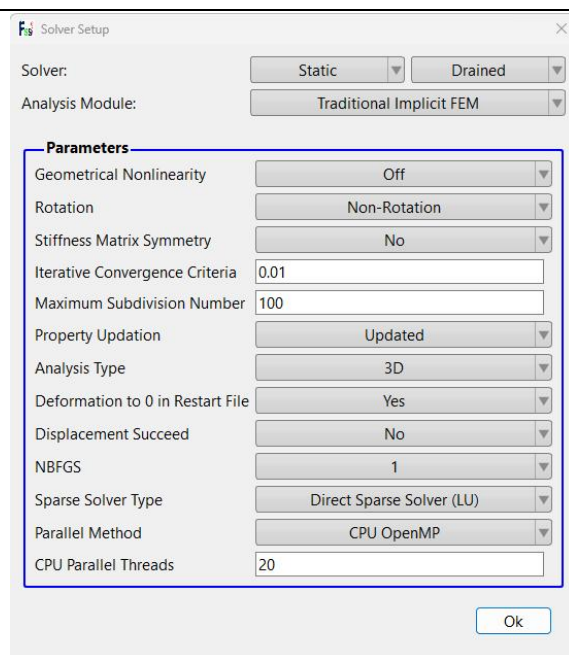 Solver Setup
Solver: Static Drained
Analysis Module: Traditional Implicit FEM
Parameters
Geometrical Nonlinearity Off
Rotation Non-Rotation
Stiffness Matrix Symmetry No
Iterative Convergence Criteria 0.01
Maximum Subdivision Number 100
Property Updation Updated
Analysis Type 3D
Deformation to 0 in Restart File Yes
Displacement Succeed No
NBFGS 1
Sparse Solver Type Direct Sparse Solver (LU)
Parallel Method CPU OpenMP
CPU Parallel Threads 20
Ok